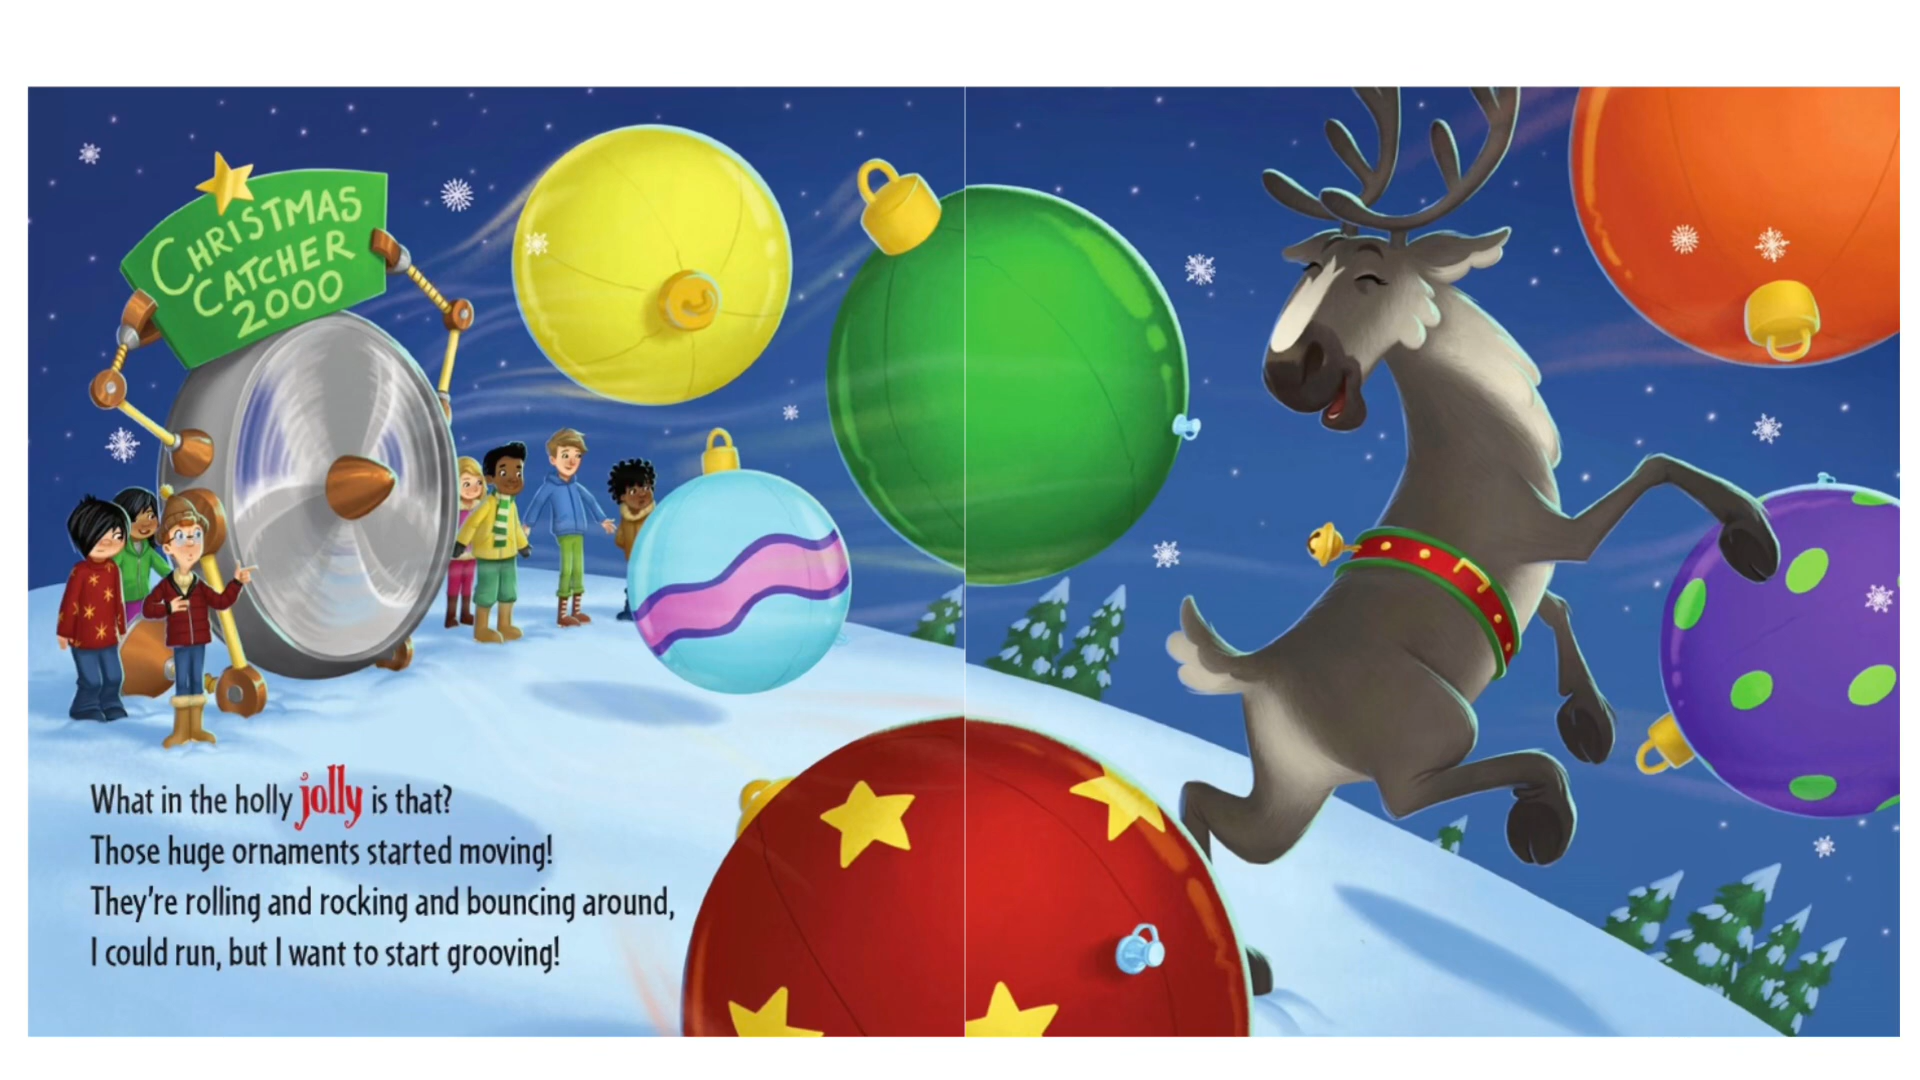 CHRISTMAS
CATCHER
2000
What in the holly jolly is that?
Those huge ornaments started moving!
They're rolling and rocking and bouncing around,
I could run, but I want to start grooving!